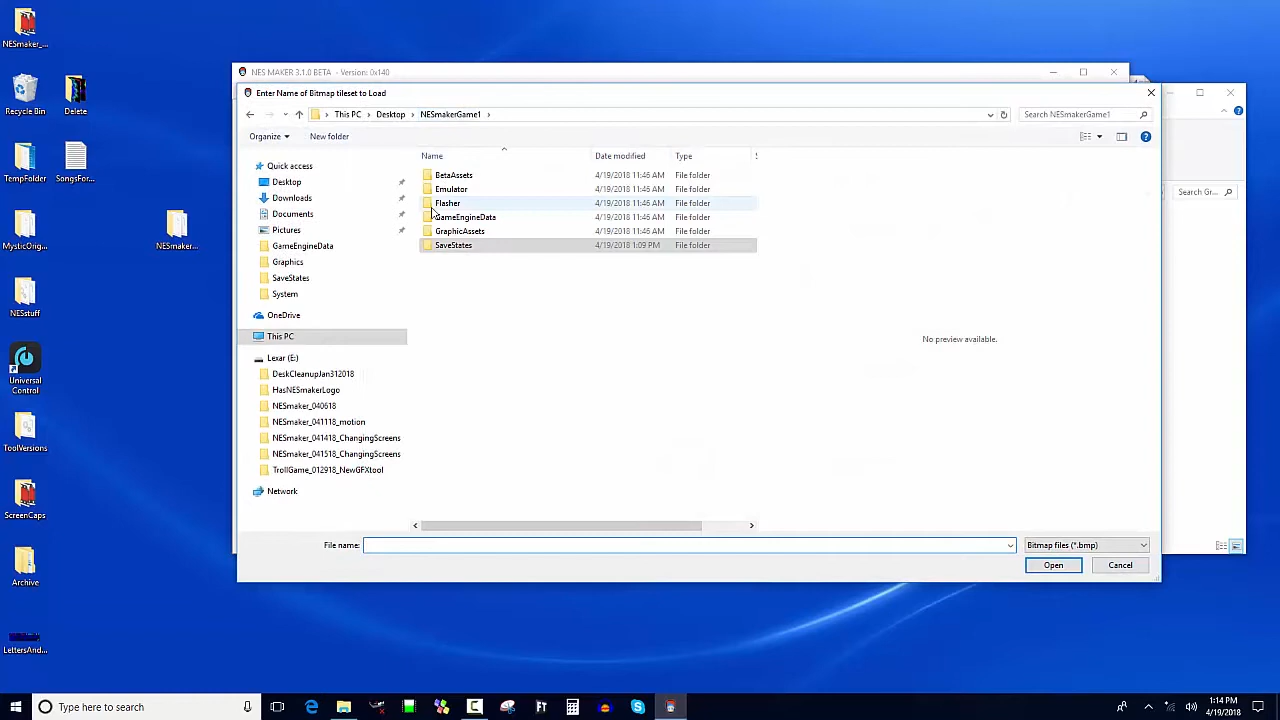 NESmaker_...
Recycle Bin
Delete
TempFolder
SongsFor...
MysticOrig...
NESmaker...
NESstuff
Universal
Control
ToolVersions
ScreenCaps
Archive
LettersAnd...
NES MAKER 3.1.0 BETA - Version: 0x140
Enter Name of Bitmap tileset to Load
This PC > Desktop > NESmakerGame1 >
Search NESmakerGame1
Organize
New folder
Quick access
Desktop
Downloads
Documents
Pictures
GameEngineData
Graphics
SaveStates
System
OneDrive
This PC
Lexar (E:)
DeskCleanupJan312018
HasNESmakerLogo
NESmaker_040618
NESmaker_041118_motion
NESmaker_041418_ChangingScreens
NESmaker_041518_ChangingScreens
TrollGame_012918_NewGFXtool
Network
Name Date modified Type
BetaAssets 4/19/2018 11:46 AM File folder
Emulator 4/19/2018 11:46 AM File folder
Flasher 4/19/2018 11:46 AM File folder
GameEngineData 4/19/2018 11:46 AM File folder
GraphicAssets 4/19/2018 11:46 AM File folder
SaveStates 4/19/2018 1:09 PM File folder
No preview available.
Search Gr...
File name:
Bitmap files (*.bmp)
Open
Cancel
Type here to search
1:14 PM
4/19/2018